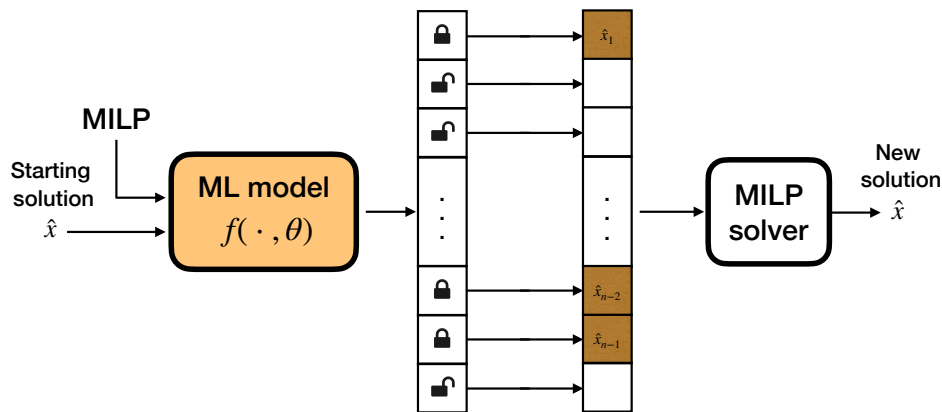 MILP
Starting
solution
x̂
ML model
f( · , θ)
x̂₁
x̂ₙ₋₂
x̂ₙ₋₁
MILP
solver
New
solution
x̂